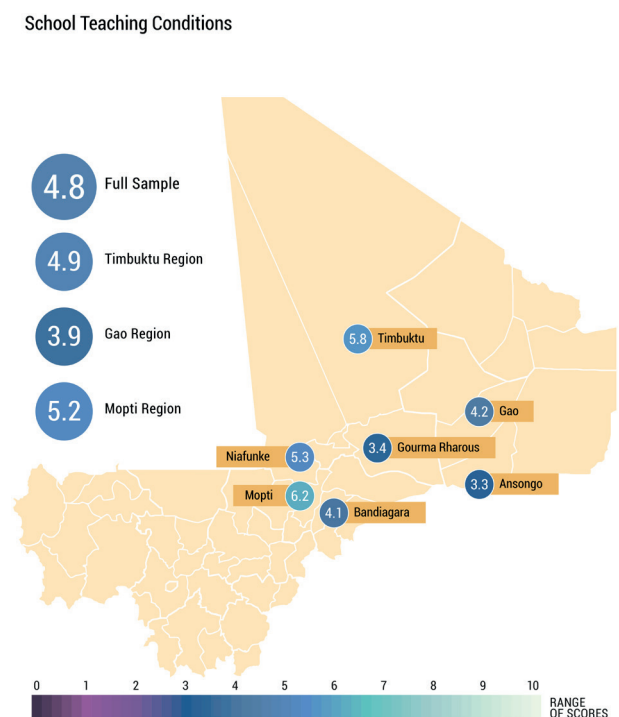 School Teaching Conditions
4.8 Full Sample
4.9 Timbuktu Region
3.9 Gao Region
5.2 Mopti Region
5.8 Timbuktu
4.2 Gao
3.4 Gourma Rharous
Niafunke 5.3
3.3 Ansongo
Mopti 6.2
4.1 Bandiagara
0 1 2 3 4 5 6 7 8 9 10
RANGE
OF SCORES